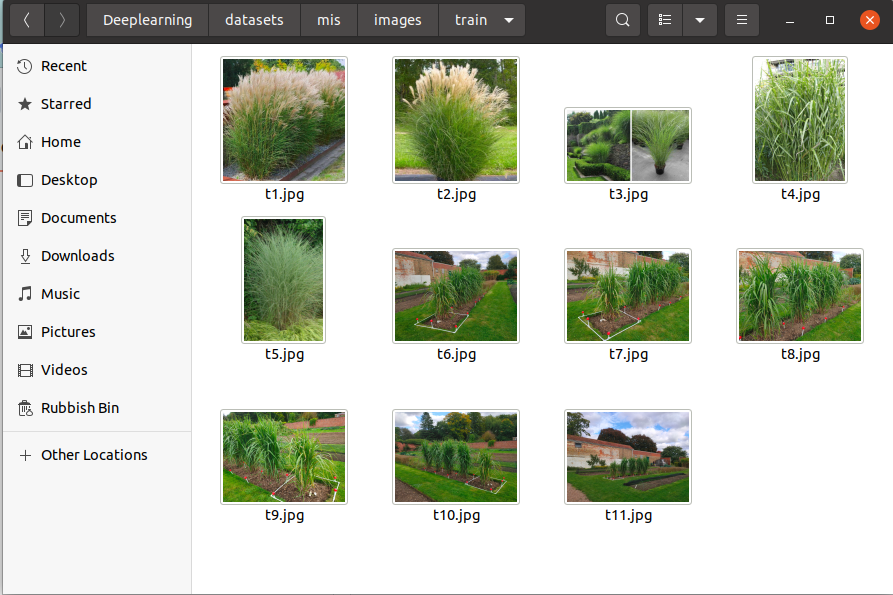 Deeplearning datasets mis images train
Recent
Starred
Home
Desktop
Documents
Downloads
Music
Pictures
Videos
Rubbish Bin
Other Locations
t1.jpg t2.jpg t3.jpg t4.jpg
t5.jpg t6.jpg t7.jpg t8.jpg
t9.jpg t10.jpg t11.jpg